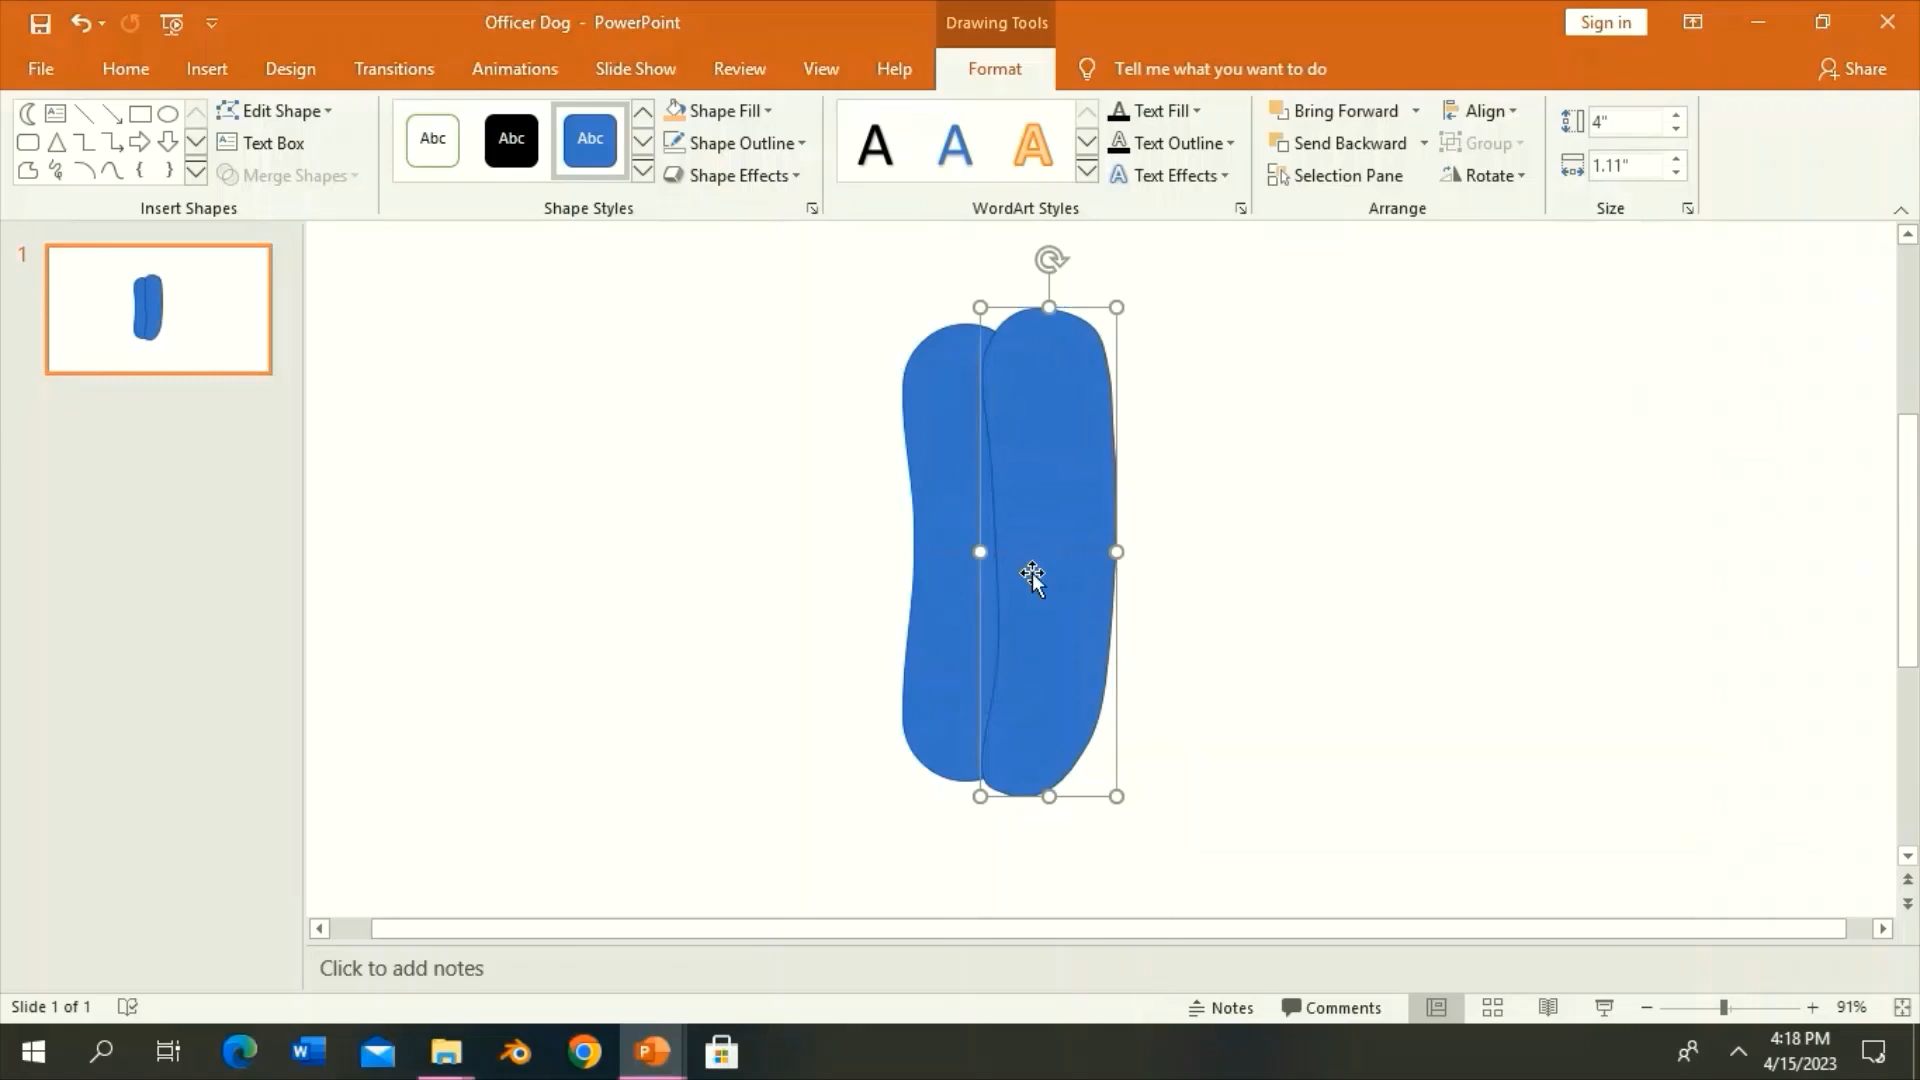 Officer Dog - PowerPoint
Drawing Tools
Sign in
File Home Insert Design Transitions Animations Slide Show Review View Help Format Tell me what you want to do Share
Edit Shape
Text Box
Merge Shapes
Insert Shapes
Abc Abc Abc
Shape Fill
Shape Outline
Shape Effects
Shape Styles
A A A
Text Fill
Text Outline
Text Effects
WordArt Styles
Bring Forward
Send Backward
Selection Pane
Align
Group
Rotate
Arrange
4"
1.11"
Size
1
Click to add notes
Slide 1 of 1
Notes
Comments
91%
4:18 PM
4/15/2023